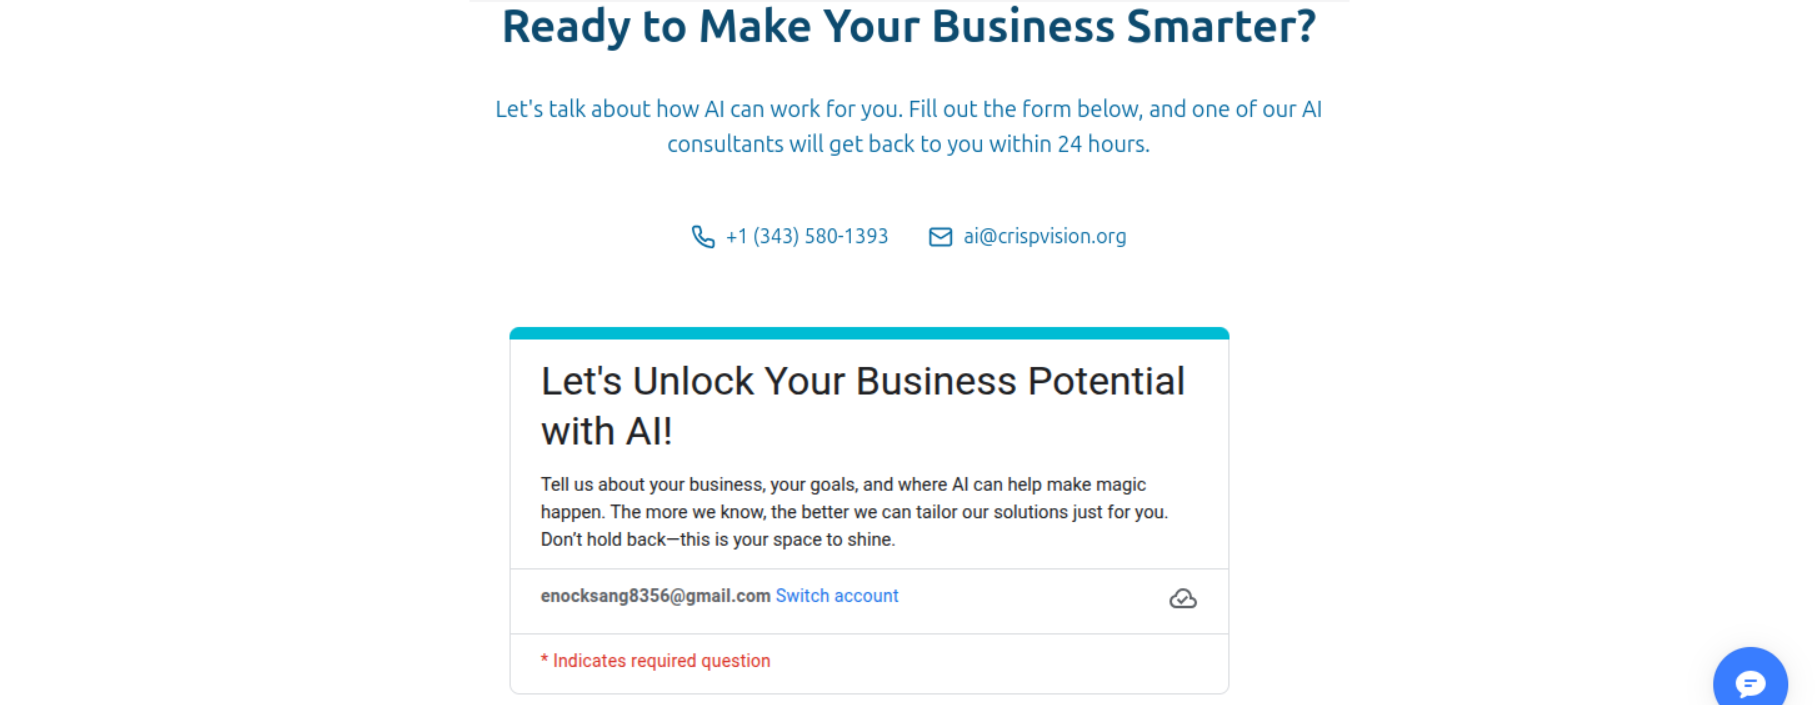 Ready to Make Your Business Smarter?
Let's talk about how AI can work for you. Fill out the form below, and one of our AI
consultants will get back to you within 24 hours.
+1 (343) 580-1393 ai@crispvision.org
Let's Unlock Your Business Potential
with AI!
Tell us about your business, your goals, and where AI can help make magic
happen. The more we know, the better we can tailor our solutions just for you.
Don’t hold back—this is your space to shine.
enocksang8356@gmail.com Switch account
* Indicates required question